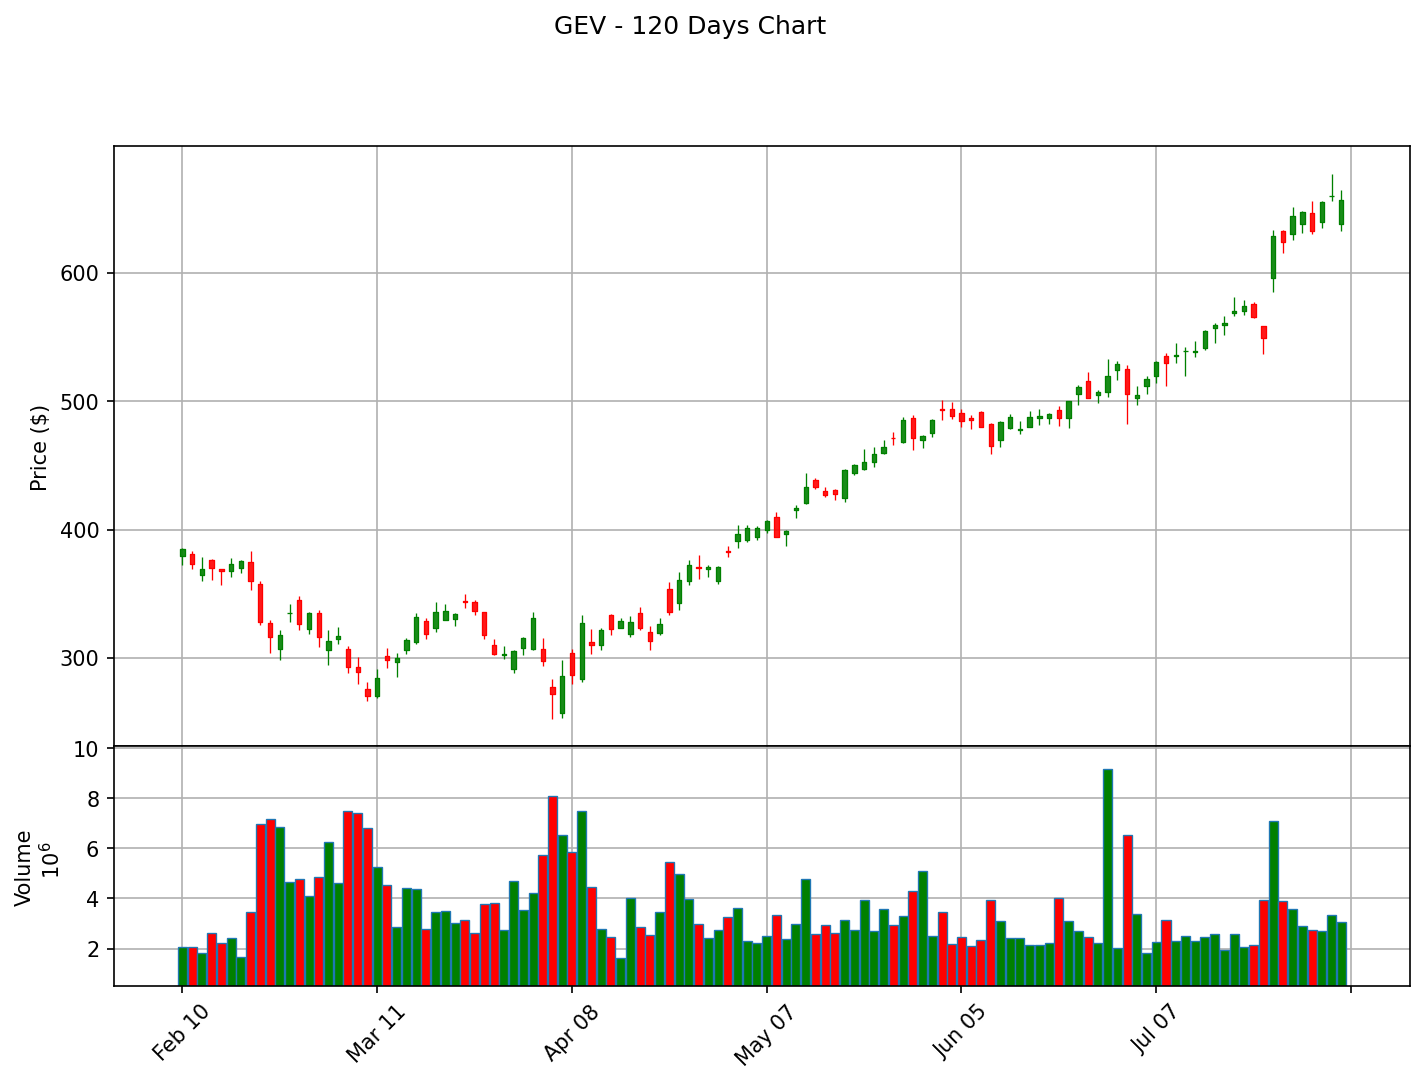 GEV - 120 Days Chart
600
500
400
300
Price ($)
10
8
6
4
2
Volume
10⁶
Feb 10
Mar 11
Apr 08
May 07
Jun 05
Jul 07